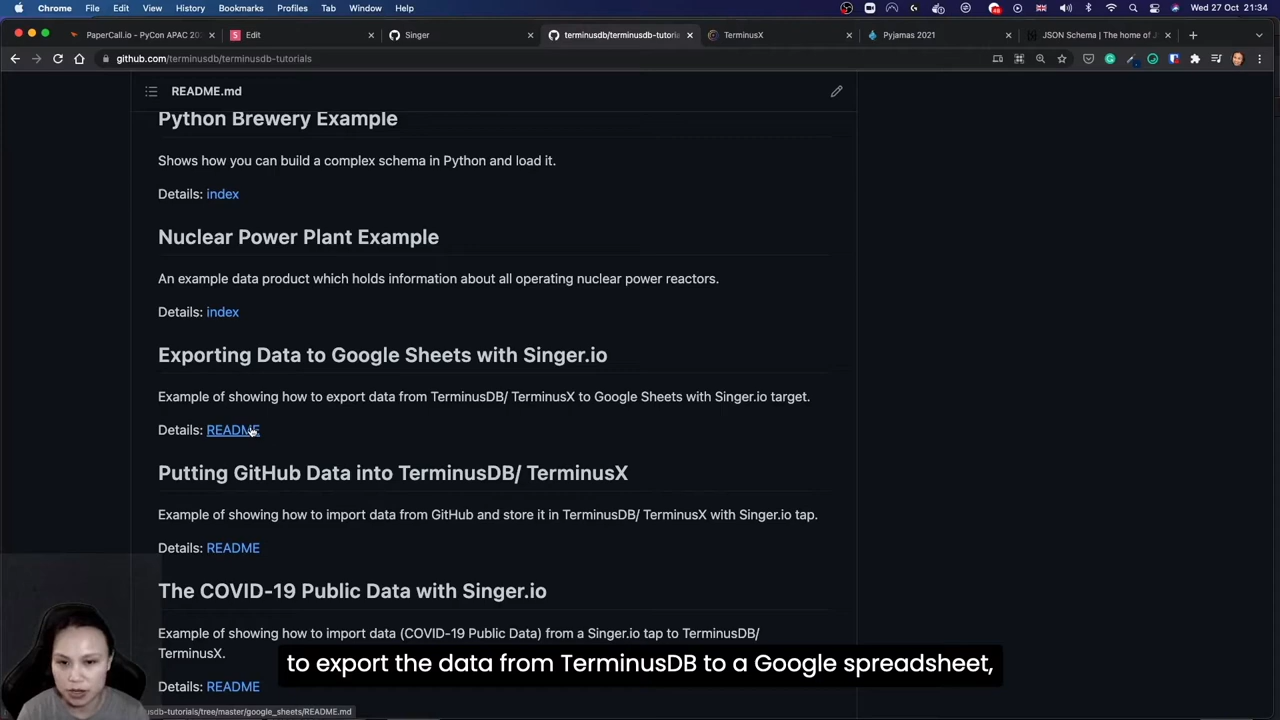 Chrome File Edit View History Bookmarks Profiles Tab Window Help
Wed 27 Oct 21:34
PaperCall.io - PyCon APAC 202
Edit
Singer
terminusdb/terminusdb-tutoria
TerminusX
Pyjamas 2021
JSON Schema | The home of J
github.com/terminusdb/terminusdb-tutorials
README.md
Python Brewery Example
Shows how you can build a complex schema in Python and load it.
Details: index
Nuclear Power Plant Example
An example data product which holds information about all operating nuclear power reactors.
Details: index
Exporting Data to Google Sheets with Singer.io
Example of showing how to export data from TerminusDB/ TerminusX to Google Sheets with Singer.io target.
Details: README
Putting GitHub Data into TerminusDB/ TerminusX
Example of showing how to import data from GitHub and store it in TerminusDB/ TerminusX with Singer.io tap.
Details: README
The COVID-19 Public Data with Singer.io
Example of showing how to import data (COVID-19 Public Data) from a Singer.io tap to TerminusDB/
TerminusX.
to export the data from TerminusDB to a Google spreadsheet,
Details: README
usdb-tutorials/tree/master/google_sheets/README.md